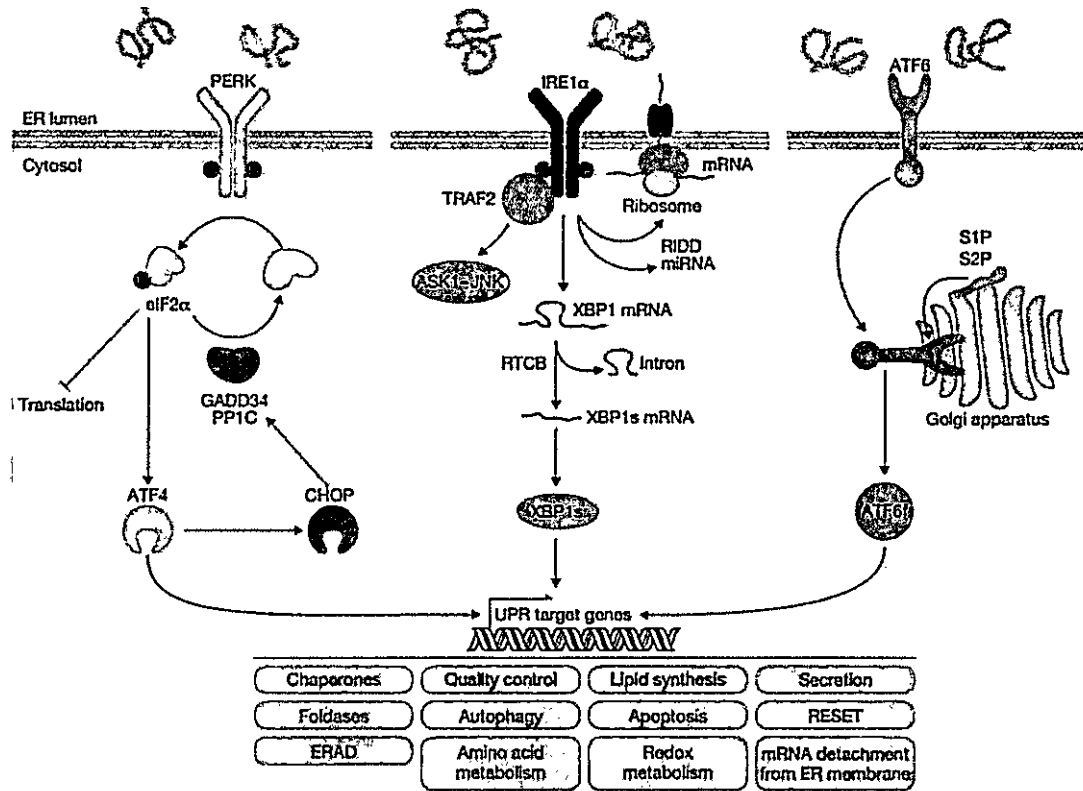 PERK
IRE1α
ATF6
ER lumen
Cytosol
TRAF2
mRNA
Ribosome
RIDD
miRNA
ASK1–JNK
S1P
S2P
eIF2α
XBP1 mRNA
RTCB
Intron
Translation
GADD34
PP1C
XBP1s mRNA
Golgi apparatus
ATF4
CHOP
XBP1s
ATF6f
UPR target genes
Chaperones
Quality control
Lipid synthesis
Secretion
Foldases
Autophagy
Apoptosis
RESET
ERAD
Amino acid
metabolism
Redox
metabolism
mRNA detachment
from ER membrane